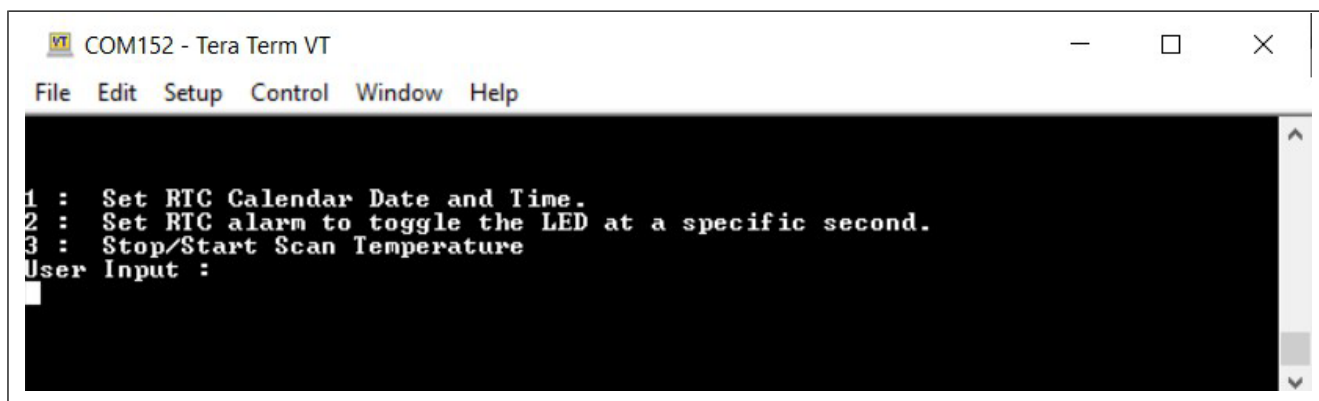 VT COM152 - Tera Term VT
File Edit Setup Control Window Help
1 : Set RTC Calendar Date and Time.
2 : Set RTC alarm to toggle the LED at a specific second.
3 : Stop/Start Scan Temperature
User Input :